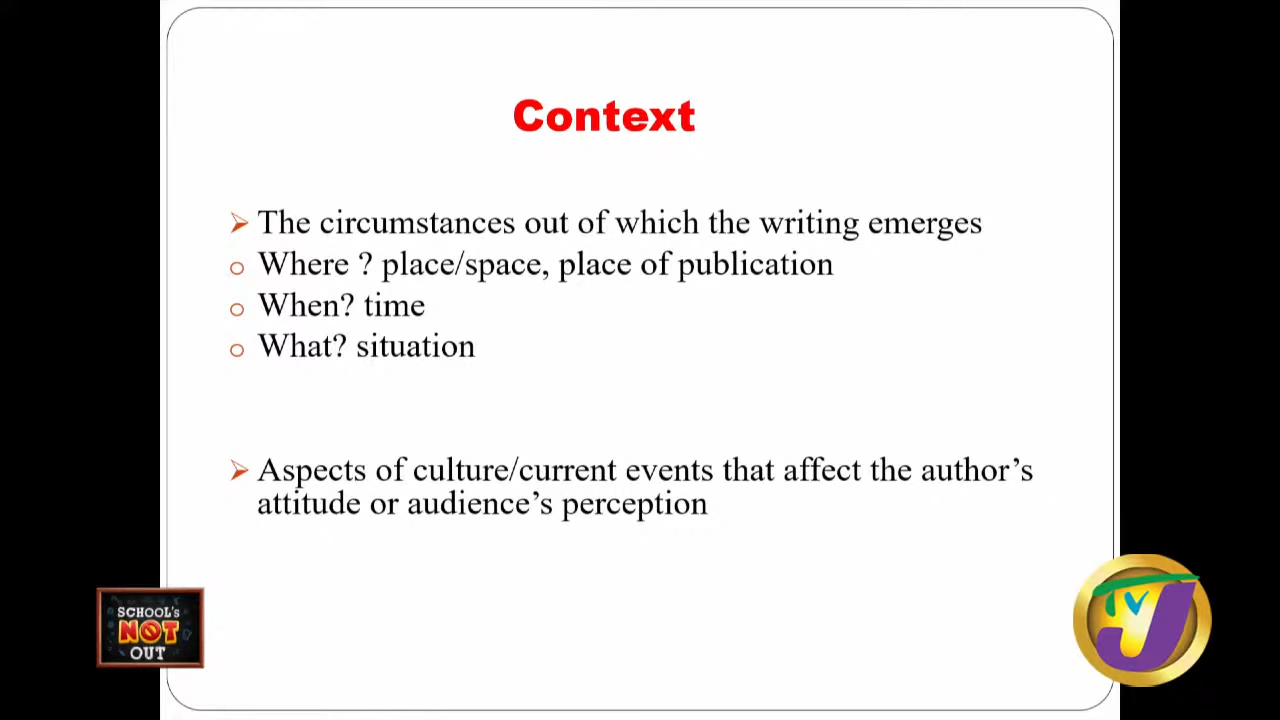 Context
The circumstances out of which the writing emerges
Where ? place/space, place of publication
When? time
What? situation
Aspects of culture/current events that affect the author’s
attitude or audience’s perception
SCHOOL's
NOT
OUT
TVJ